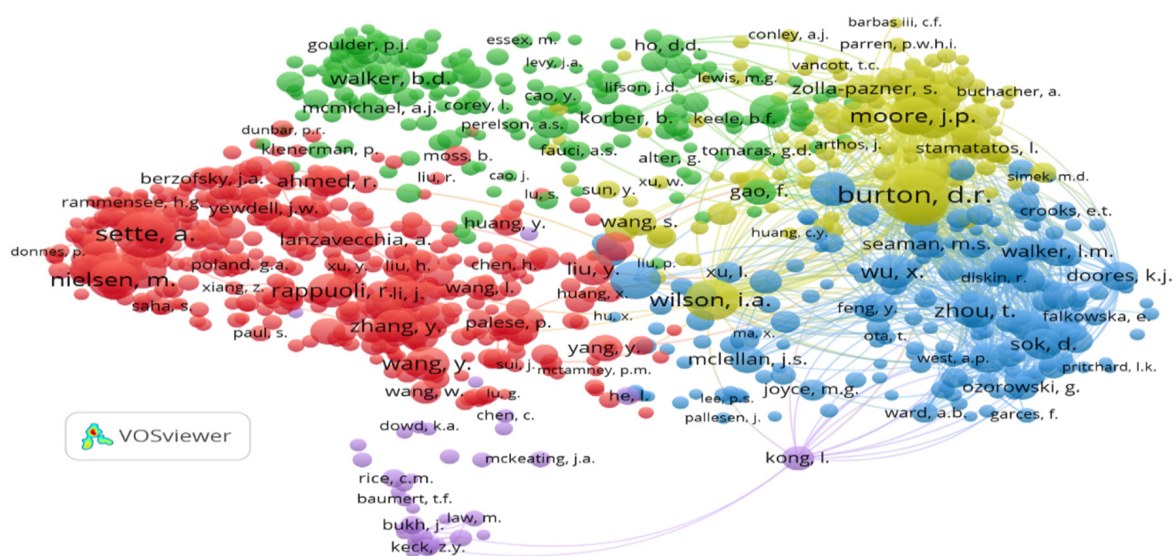 barbas iii, c.f.
conley, a.j.
essex, m.
goulder, p.j.
ho, d.d.
parren, p.w.h.i.
levy, j.a.
vancott, t.c.
walker, b.d.
lewis, m.g.
lifson, j.d.
zolla-pazner, s.
buchacher, a.
cao, y.
mcmichael, a.j.
corey, l.
korber, b.
keele, b.f.
moore, j.p.
perelson, a.s.
dunbar, p.r.
klenerman, p.
fauci, a.s.
tomaras, g.d.
arthos, j.
stamatatos, l.
moss, b.
alter, g.
cao, j.
simek, m.d.
berzofsky, j.a.
ahmed, r.
liu, r.
xu, w.
sun, y.
gao, f.
lu, s.
burton, d.r.
rammensee, h.g.
yewdell, j.w.
crooks, e.t.
huang, y.
wang, s.
sette, a.
lanzavecchia, a.
huang, c.y.
seaman, m.s.
walker, l.m.
donnes, p.
poland, g.a.
xu, y.
liu, h.
chen, h.
liu, y.
liu, p.
xu, l.
wu, x.
diskin, r.
doores, k.j.
nielsen, m.
xiang, z.
rappuoli, r.
li, j.
wang, l.
huang, x.
wilson, i.a.
saha, s.
hu, x.
feng, y.
zhou, t.
falkowska, e.
paul, s.
zhang, y.
palese, p.
ma, x.
ota, t.
sok, d.
yang, y.
mclellan, j.s.
west, a.p.
pritchard, l.k.
wang, y.
sui, j.
mctamney, p.m.
wang, w.
lu, g.
he, l.
lee, p.s.
joyce, m.g.
ozorowski, g.
chen, c.
pallesen, j.
ward, a.b.
garces, f.
dowd, k.a.
VOSviewer
mckeating, j.a.
kong, l.
rice, c.m.
baumert, t.f.
bukh, j.
law, m.
keck, z.y.